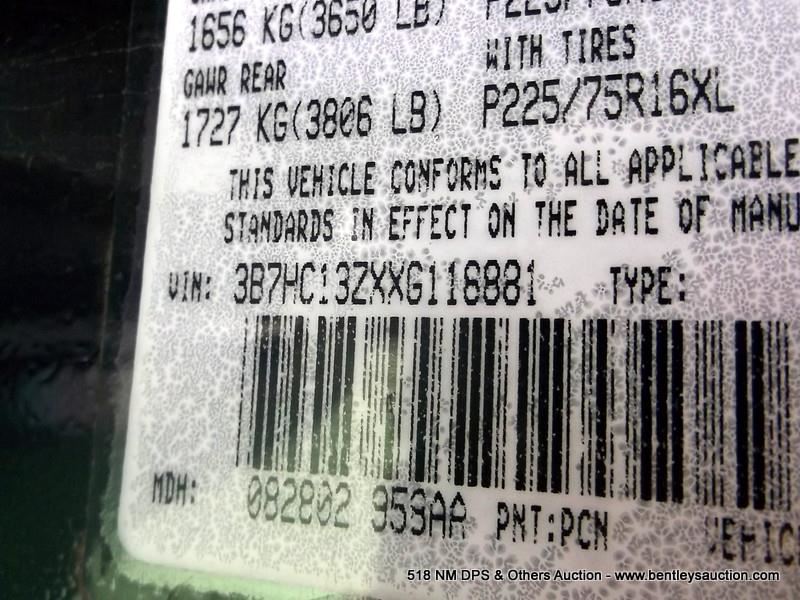 1656 KG(3650 LB)
WITH TIRES
GAWR REAR
1727 KG(3806 LB) P225/75R16XL
THIS VEHICLE CONFORMS TO ALL APPLICABLE
STANDARDS IN EFFECT ON THE DATE OF MANU
VIN: 3B7HC13ZXXG118881 TYPE:
MDH: 082802 959AA PNT:PCN VEHIC
518 NM DPS & Others Auction - www.bentleysauction.com